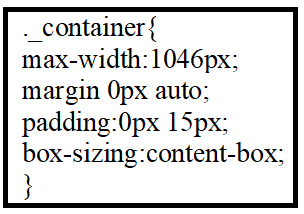 ._container{
max-width:1046px;
margin 0px auto;
padding:0px 15px;
box-sizing:content-box;
}